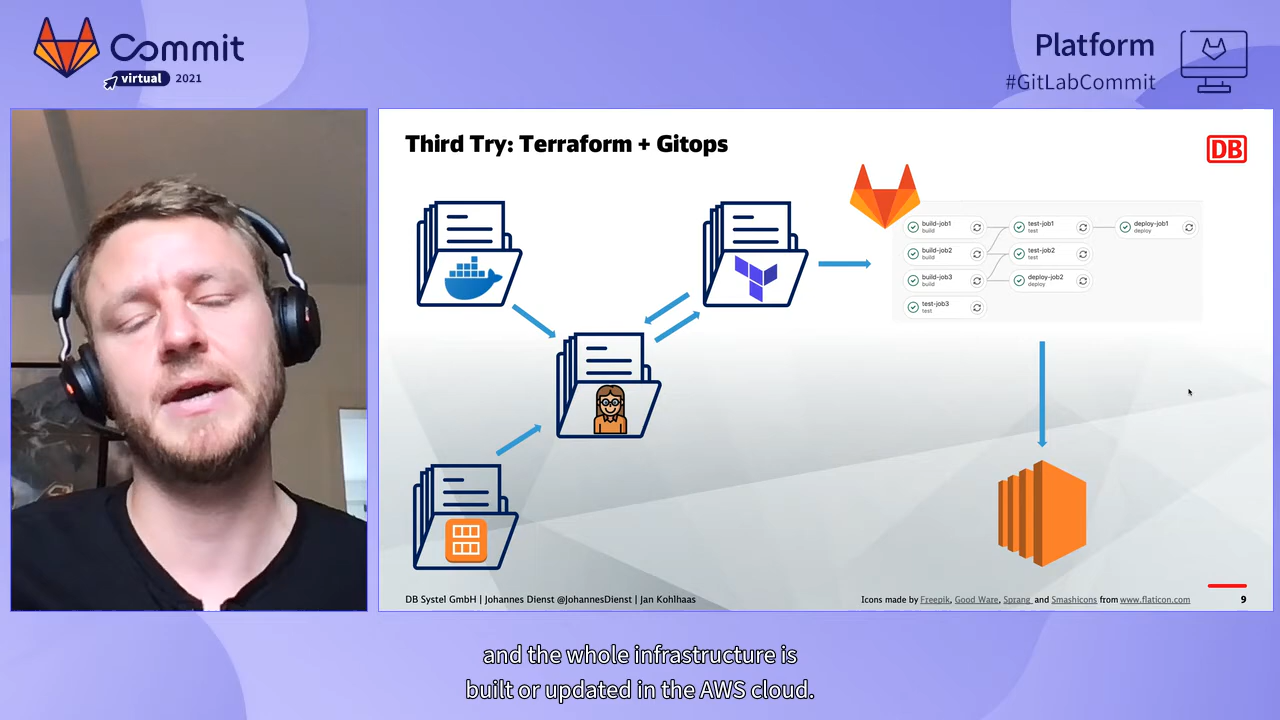 Commit
virtual 2021
Platform
#GitLabCommit
Third Try: Terraform + Gitops
DB
build-job1
build
test-job1
test
deploy-job1
deploy
build-job2
build
test-job2
test
build-job3
build
deploy-job2
deploy
test-job3
test
DB Systel GmbH | Johannes Dienst @JohannesDienst | Jan Kohlhaas
Icons made by Freepik, Good Ware, Sprang and Smashicons from www.flaticon.com
9
and the whole infrastructure is
built or updated in the AWS cloud.